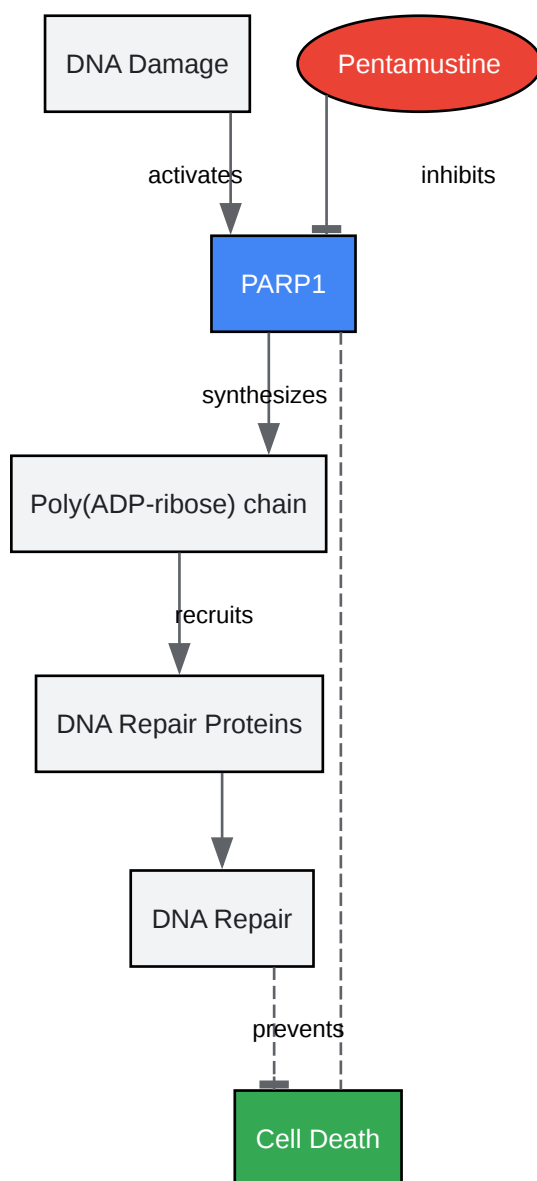 DNA Damage
Pentamustine
activates
inhibits
PARP1
synthesizes
Poly(ADP-ribose) chain
recruits
DNA Repair Proteins
DNA Repair
prevents
Cell Death